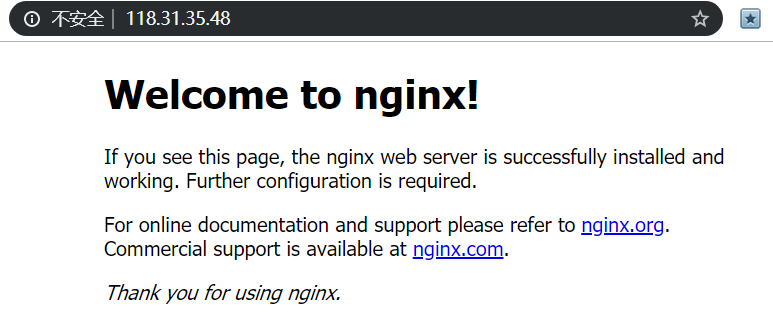 不安全 | 118.31.35.48
Welcome to nginx!
If you see this page, the nginx web server is successfully installed and
working. Further configuration is required.
For online documentation and support please refer to nginx.org.
Commercial support is available at nginx.com.
Thank you for using nginx.